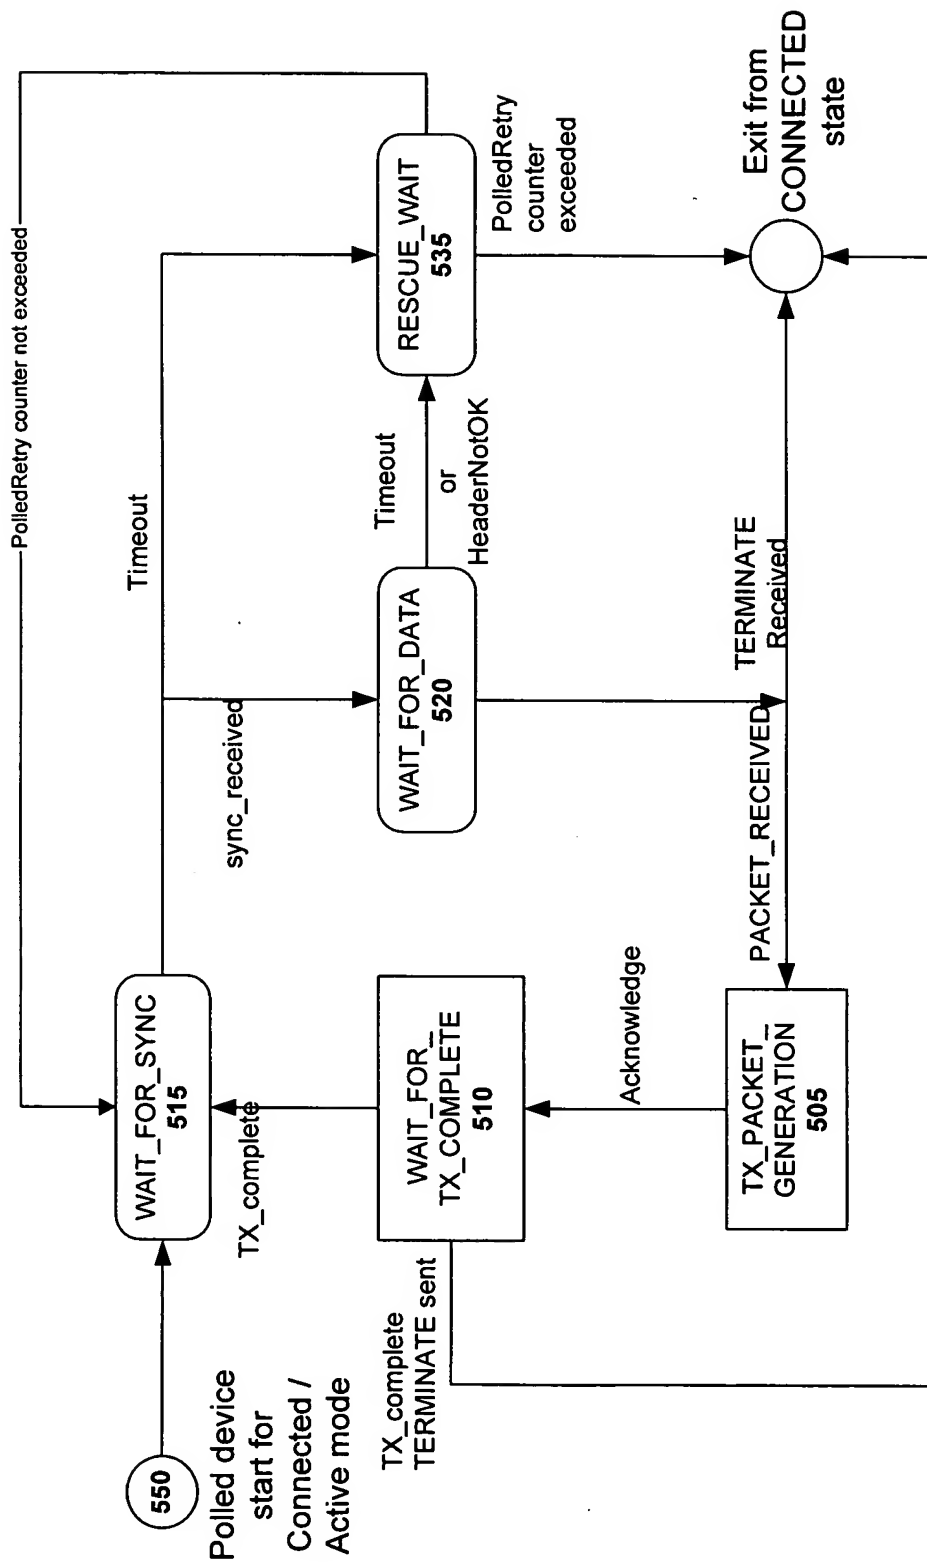 PolledRetry counter not exceeded
550
Polled device
start for
Connected /
Active mode
WAIT_FOR_SYNC
515
Timeout
sync_received
TX_complete
WAIT_FOR_
TX_COMPLETE
510
TX_complete
TERMINATE sent
WAIT_FOR_DATA
520
Timeout
or
HeaderNotOK
RESCUE_WAIT
535
PolledRetry
counter
exceeded
Acknowledge
TX_PACKET_
GENERATION
505
PACKET_RECEIVED
TERMINATE
Received
Exit from
CONNECTED
state